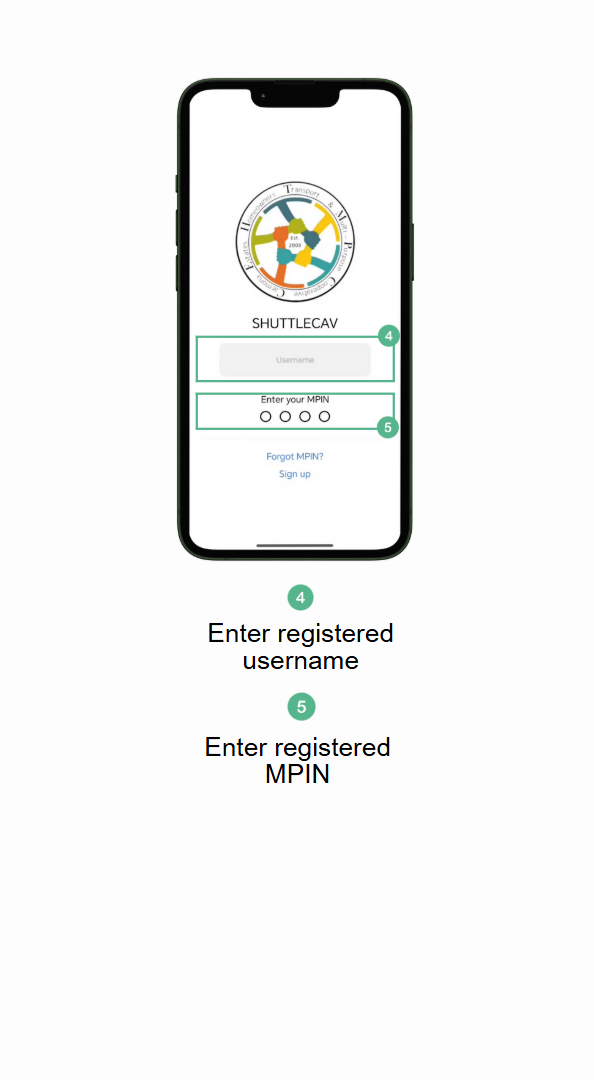 Carmona Estates Homeowners Transport & Multi-Purpose Cooperative
Est.
2006
SHUTTLECAV
4
Username
Enter your MPIN
5
Forgot MPIN?
Sign up
4
Enter registered
username
5
Enter registered
MPIN